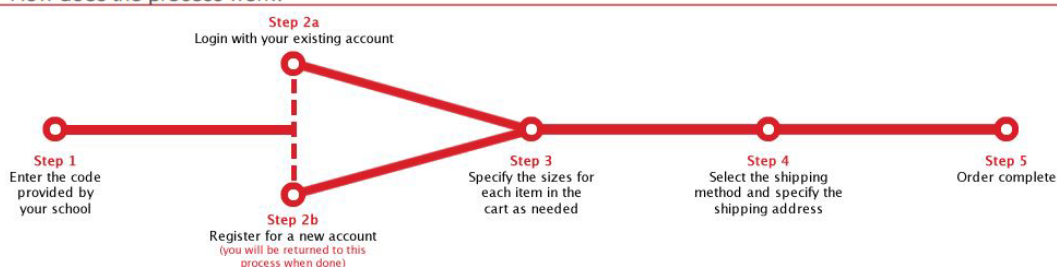 Step 2a
Login with your existing account
Step 1
Enter the code
provided by
your school
Step 2b
Register for a new account
(you will be returned to this
process when done)
Step 3
Specify the sizes for
each item in the
cart as needed
Step 4
Select the shipping
method and specify the
shipping address
Step 5
Order complete